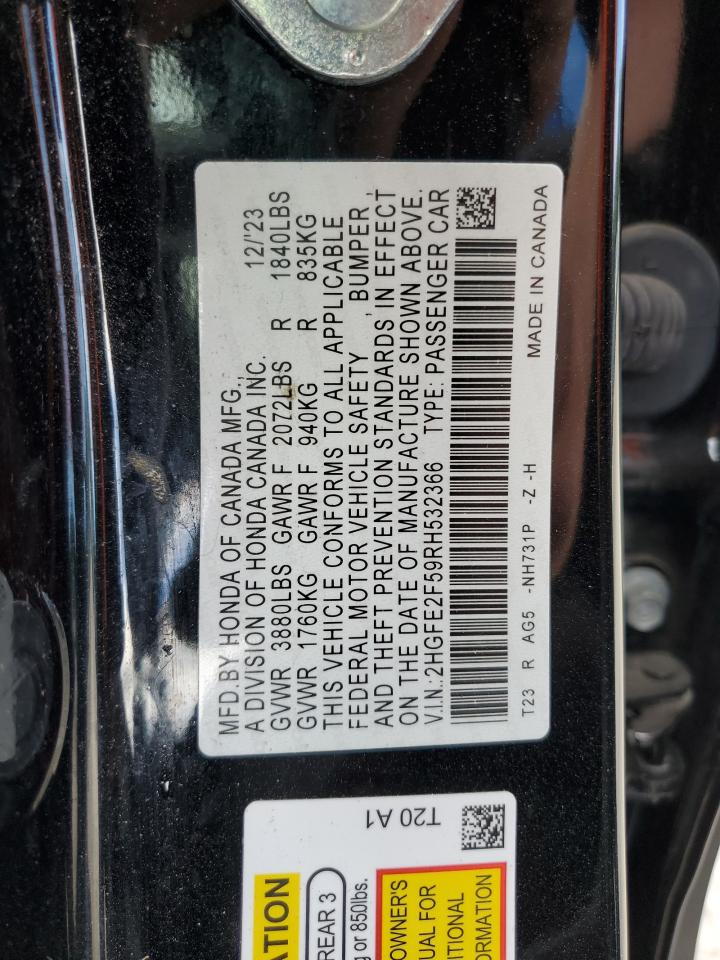 MFD.BY HONDA OF CANADA MFG.,
A DIVISION OF HONDA CANADA INC. 12/'23
GVWR 3880LBS GAWR F 2072LBS R 1840LBS
GVWR 1760KG GAWR F 940KG R 835KG
THIS VEHICLE CONFORMS TO ALL APPLICABLE
FEDERAL MOTOR VEHICLE SAFETY , BUMPER ,
AND THEFT PREVENTION STANDARDS IN EFFECT
ON THE DATE OF MANUFACTURE SHOWN ABOVE.
V.I.N.:2HGFE2F59RH532366 TYPE: PASSENGER CAR
T23 R AG5 -NH731P -Z -H MADE IN CANADA
T20 A1
ATION
REAR 3
g or 850lbs.
OWNER'S
UAL FOR
ITIONAL
ORMATION